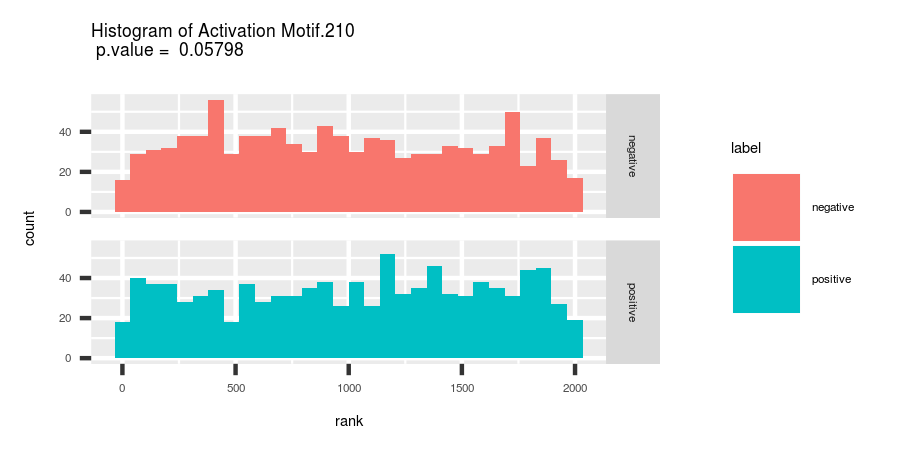 Histogram of Activation Motif.210
p.value =  0.05798
count
40
20
0
negative
40
20
0
positive
0
500
1000
1500
2000
rank
label
negative
positive